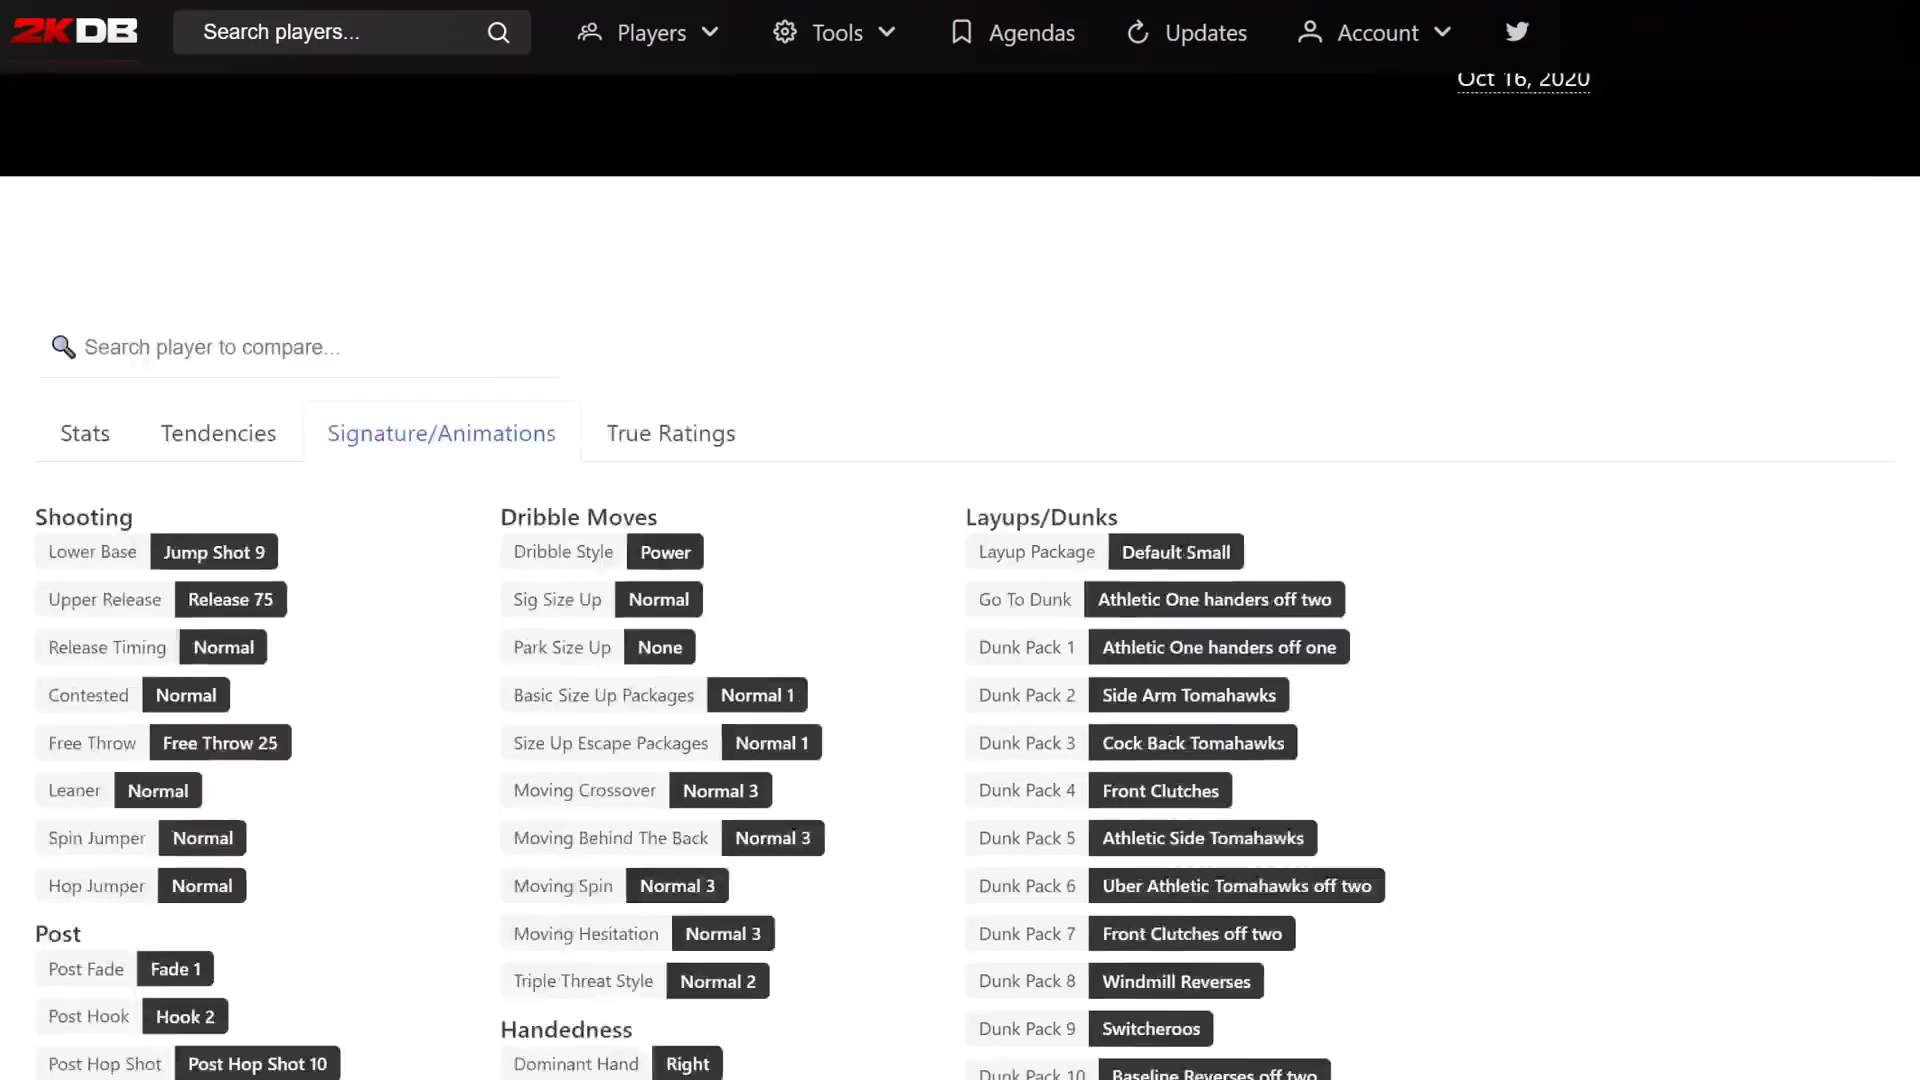 2KDB
Search players...
Players
Tools
Agendas
Updates
Account
Oct 16, 2020
Search player to compare...
Stats
Tendencies
Signature/Animations
True Ratings
Shooting
Lower Base Jump Shot 9
Upper Release Release 75
Release Timing Normal
Contested Normal
Free Throw Free Throw 25
Leaner Normal
Spin Jumper Normal
Hop Jumper Normal
Post
Post Fade Fade 1
Post Hook Hook 2
Post Hop Shot Post Hop Shot 10
Dribble Moves
Dribble Style Power
Sig Size Up Normal
Park Size Up None
Basic Size Up Packages Normal 1
Size Up Escape Packages Normal 1
Moving Crossover Normal 3
Moving Behind The Back Normal 3
Moving Spin Normal 3
Moving Hesitation Normal 3
Triple Threat Style Normal 2
Handedness
Dominant Hand Right
Layups/Dunks
Layup Package Default Small
Go To Dunk Athletic One handers off two
Dunk Pack 1 Athletic One handers off one
Dunk Pack 2 Side Arm Tomahawks
Dunk Pack 3 Cock Back Tomahawks
Dunk Pack 4 Front Clutches
Dunk Pack 5 Athletic Side Tomahawks
Dunk Pack 6 Uber Athletic Tomahawks off two
Dunk Pack 7 Front Clutches off two
Dunk Pack 8 Windmill Reverses
Dunk Pack 9 Switcheroos
Dunk Pack 10 Baseline Reverses off two